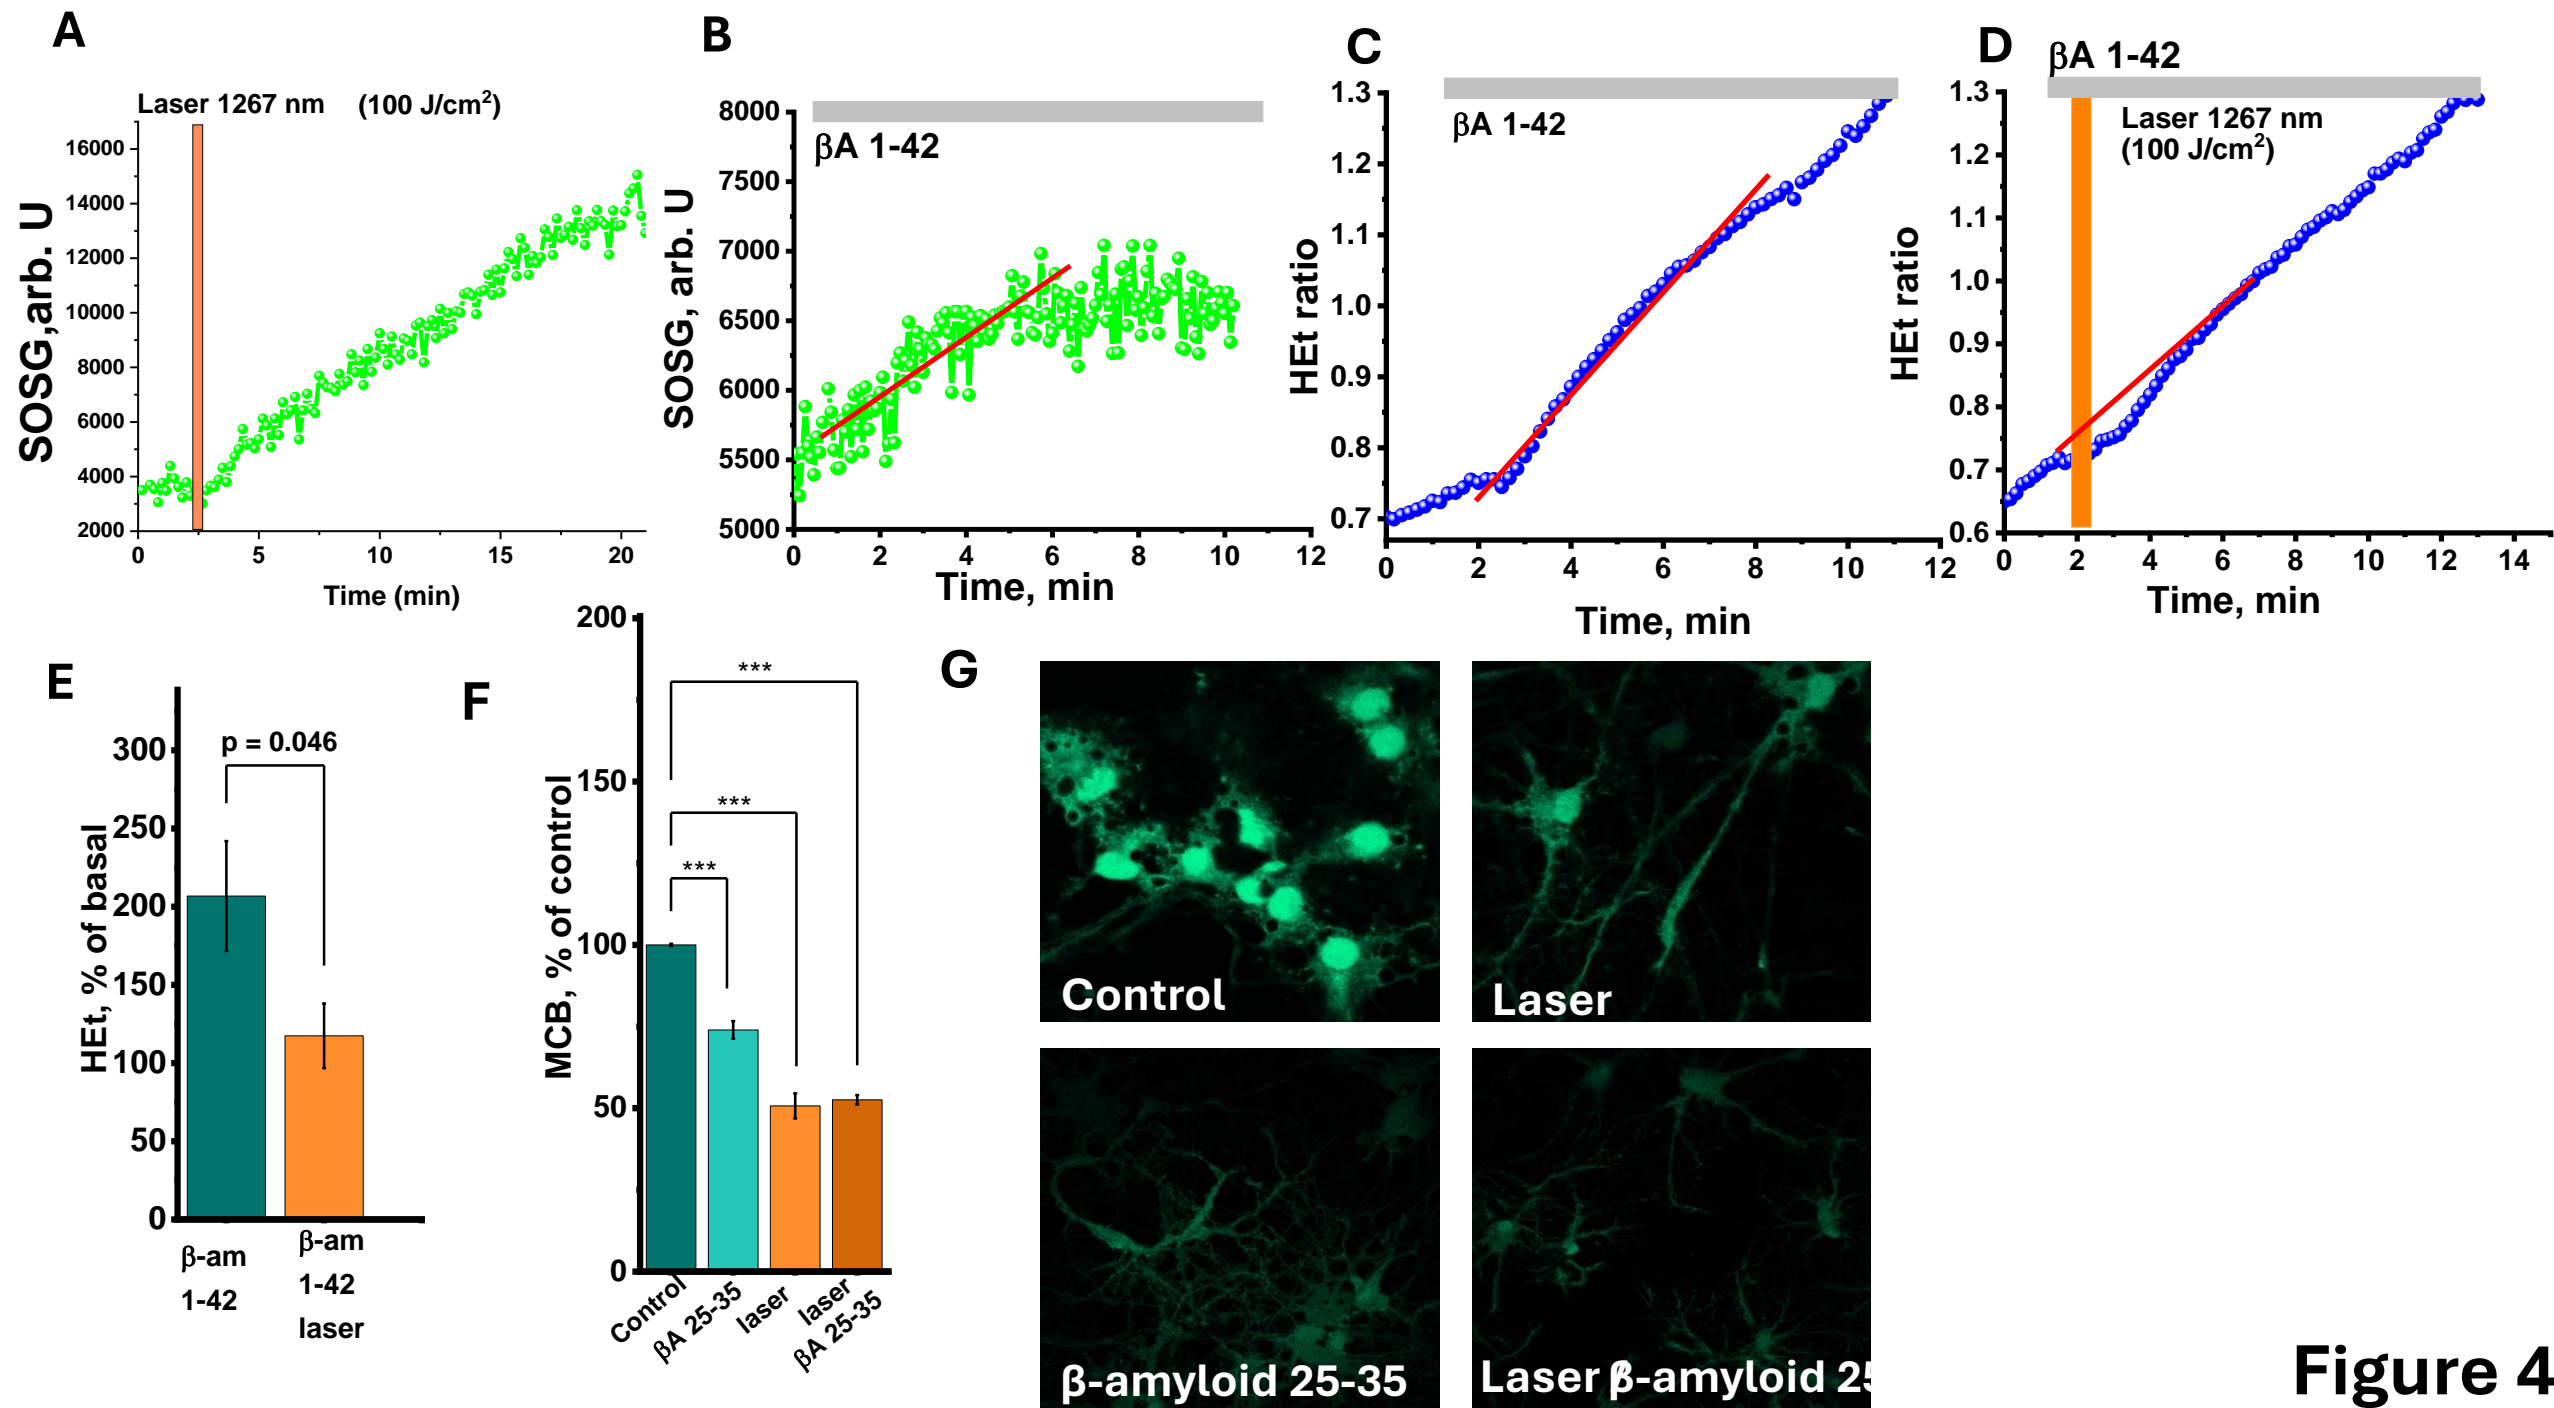 A
Laser 1267 nm (100 J/cm²)
SOSG,arb. U
16000
14000
12000
10000
8000
6000
4000
2000
0 5 10 15 20
Time (min)
B
βA 1-42
SOSG, arb. U
8000
7500
7000
6500
6000
5500
5000
0 2 4 6 8 10 12
Time, min
C
βA 1-42
HEt ratio
1.3
1.2
1.1
1.0
0.9
0.8
0.7
0 2 4 6 8 10 12
Time, min
D
βA 1-42
Laser 1267 nm
(100 J/cm²)
HEt ratio
1.3
1.2
1.1
1.0
0.9
0.8
0.7
0.6
0 2 4 6 8 10 12 14
Time, min
E
p = 0.046
HEt, % of basal
300
250
200
150
100
50
0
β-am
1-42
β-am
1-42
laser
F
MCB, % of control
200
150
100
50
0
***
***
***
Control
βA 25-35
laser
laser
βA 25-35
G
Control
Laser
β-amyloid 25-35
Laser β-amyloid 25
Figure 4